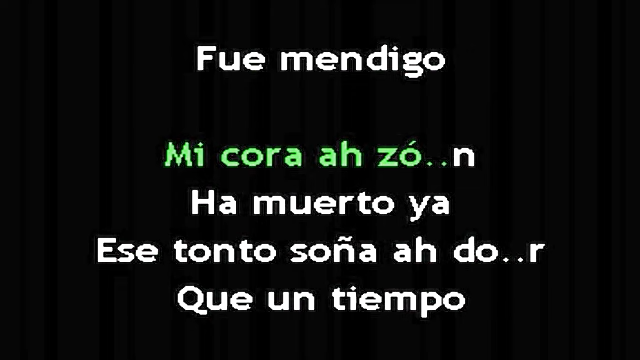 Fue mendigo
Mi cora ah zó..n
Ha muerto ya
Ese tonto soña ah do..r
Que un tiempo